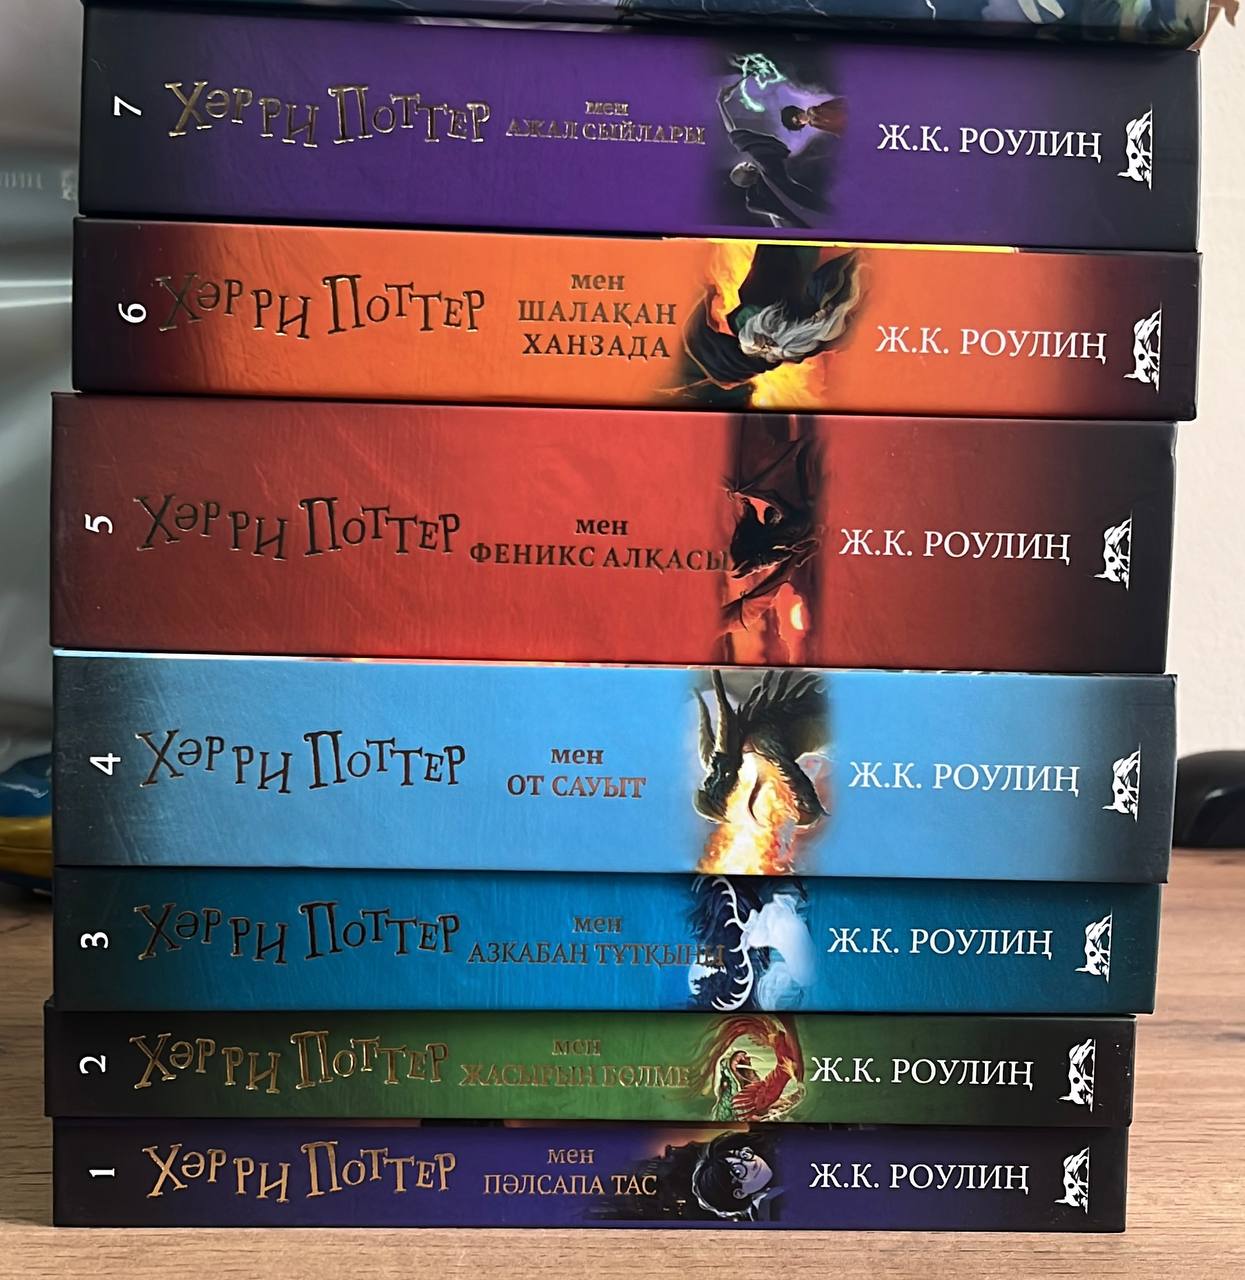 7
Хәрри Поттер
мен
АЖАЛ СЫЙЛАРЫ
Ж.К. РОУЛИҢ
6
Хәрри Поттер
мен
ШАЛАҚАН
ХАНЗАДА
Ж.К. РОУЛИҢ
5
Хәрри Поттер
мен
ФЕНИКС АЛҚАСЫ
Ж.К. РОУЛИҢ
4
Хәрри Поттер
мен
ОТ САУЫТ
Ж.К. РОУЛИҢ
3
Хәрри Поттер
мен
АЗКАБАН ТҰТҚЫНЫ
Ж.К. РОУЛИҢ
2
Хәрри Поттер
мен
ЖАСЫРЫН БӨЛМЕ
Ж.К. РОУЛИҢ
1
Хәрри Поттер
мен
ПӘЛСАПА ТАС
Ж.К. РОУЛИҢ